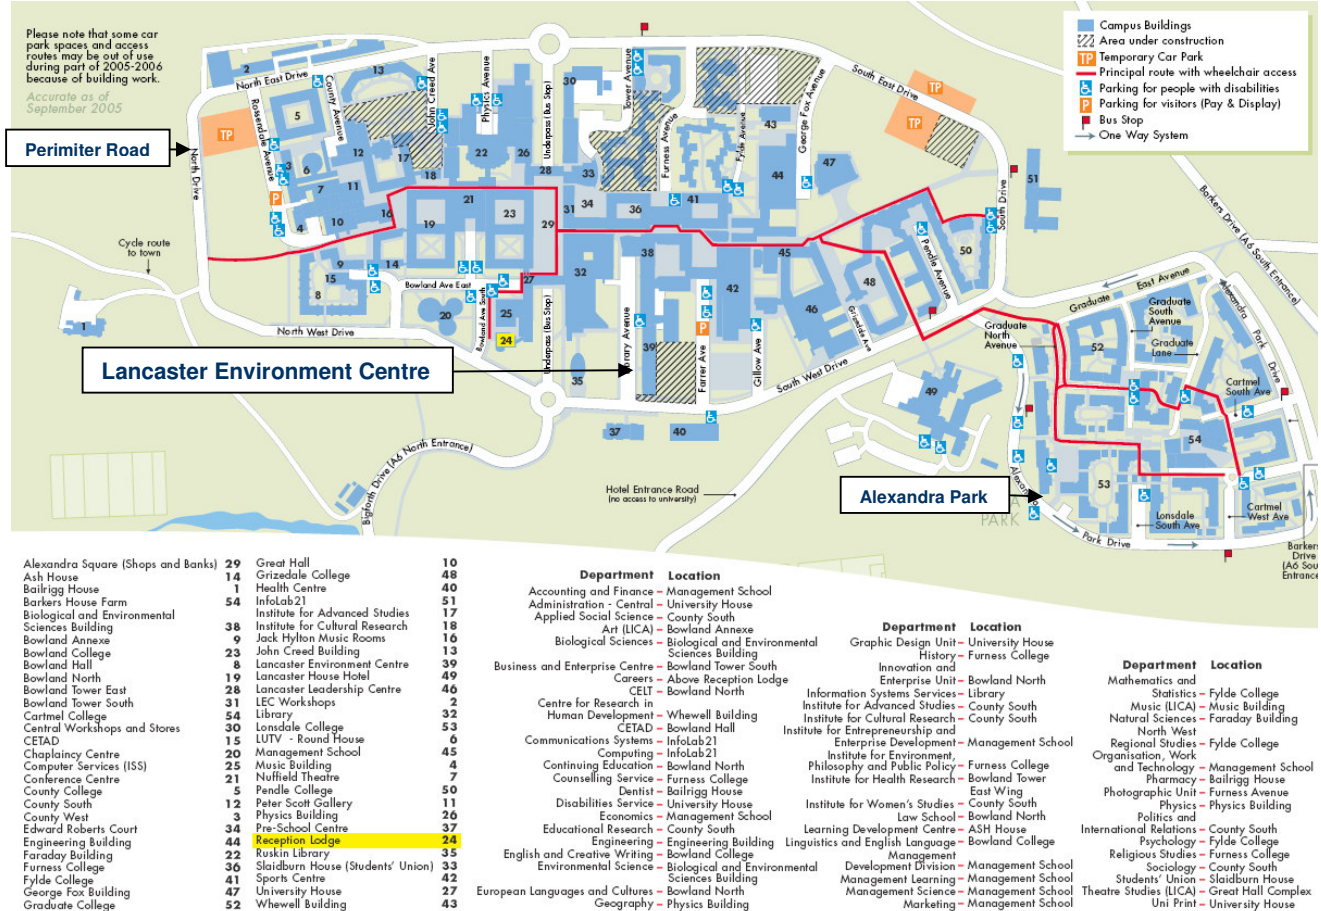 Please note that some car
park spaces and access
routes may be out of use
during part of 2005-2006
because of building work.
Accurate as of
September 2005
Campus Buildings
Area under construction
TP Temporary Car Park
Principal route with wheelchair access
Parking for people with disabilities
P Parking for visitors (Pay & Display)
Bus Stop
One Way System
Perimiter Road
Lancaster Environment Centre
Alexandra Park
North East Drive
North Drive
Rossendale Avenue
County Avenue
John Creed Ave
Physics Avenue
Underpass (Bus Stop)
Tower Avenue
Furness Avenue
Fylde Avenue
George Fox Avenue
South East Drive
South Drive
Barkers Drive (A6 South Entrance)
Cycle route
to town
North West Drive
Bowland Ave East
Bowland Ave South
Underpass (Bus Stop)
Library Avenue
Farrer Ave
Gillow Ave
South West Drive
Grizedale Ave
Pendle Avenue
Graduate East Avenue
Graduate
South
Avenue
Graduate
Lane
Graduate
North
Avenue
Alexandra Park Drive
Cartmel
South Ave
Bigforth Drive (A6 North Entrance)
Hotel Entrance Road
(no access to university)
PARK
Park Drive
Lonsdale
South Ave
Cartmel
West Ave
Barkers
Drive
(A6 Sou
Entrance
Alexandra Square (Shops and Banks) 29
Ash House 14
Bailrigg House 1
Barkers House Farm 54
Biological and Environmental
Sciences Building 38
Bowland Annexe 9
Bowland College 23
Bowland Hall 8
Bowland North 19
Bowland Tower East 28
Bowland Tower South 31
Cartmel College 54
Central Workshops and Stores 30
CETAD 15
Chaplaincy Centre 20
Computer Services (ISS) 25
Conference Centre 21
County College 5
County South 12
County West 3
Edward Roberts Court 34
Engineering Building 44
Faraday Building 22
Furness College 36
Fylde College 41
George Fox Building 47
Graduate College 52
Great Hall 10
Grizedale College 48
Health Centre 40
InfoLab21 51
Institute for Advanced Studies 17
Institute for Cultural Research 18
Jack Hylton Music Rooms 16
John Creed Building 13
Lancaster Environment Centre 39
Lancaster House Hotel 49
Lancaster Leadership Centre 46
LEC Workshops 2
Library 32
Lonsdale College 53
LUTV - Round House 6
Management School 45
Music Building 4
Nuffield Theatre 7
Pendle College 50
Peter Scott Gallery 11
Physics Building 26
Pre-School Centre 37
Reception Lodge 24
Ruskin Library 35
Slaidburn House (Students' Union) 33
Sports Centre 42
University House 27
Whewell Building 43
Department Location
Accounting and Finance – Management School
Administration - Central – University House
Applied Social Science – County South
Art (LICA) – Bowland Annexe
Biological Sciences – Biological and Environmental
Sciences Building
Business and Enterprise Centre – Bowland Tower South
Careers – Above Reception Lodge
CELT – Bowland North
Centre for Research in
Human Development – Whewell Building
CETAD – Bowland Hall
Communications Systems – InfoLab21
Computing – InfoLab21
Continuing Education – Bowland North
Counselling Service – Furness College
Dentist – Bailrigg House
Disabilities Service – University House
Economics – Management School
Educational Research – County South
Engineering – Engineering Building
English and Creative Writing – Bowland College
Environmental Science – Biological and Environmental
Sciences Building
European Languages and Cultures – Bowland North
Geography – Physics Building
Department Location
Graphic Design Unit – University House
History – Furness College
Innovation and
Enterprise Unit – Bowland North
Information Systems Services – Library
Institute for Advanced Studies – County South
Institute for Cultural Research – County South
Institute for Entrepreneurship and
Enterprise Development – Management School
Institute for Environment,
Philosophy and Public Policy – Furness College
Institute for Health Research – Bowland Tower
East Wing
Institute for Women's Studies – County South
Law School – Bowland North
Learning Development Centre – ASH House
Linguistics and English Language – Bowland College
Management
Development Division – Management School
Management Learning – Management School
Management Science – Management School
Marketing – Management School
Department Location
Mathematics and
Statistics – Fylde College
Music (LICA) – Music Building
Natural Sciences – Faraday Building
North West
Regional Studies – Fylde College
Organisation, Work
and Technology – Management School
Pharmacy – Bailrigg House
Photographic Unit – Furness Avenue
Physics – Physics Building
Politics and
International Relations – County South
Psychology – Fylde College
Religious Studies – Furness College
Sociology – County South
Students' Union – Slaidburn House
Theatre Studies (LICA) – Great Hall Complex
Uni Print – University House